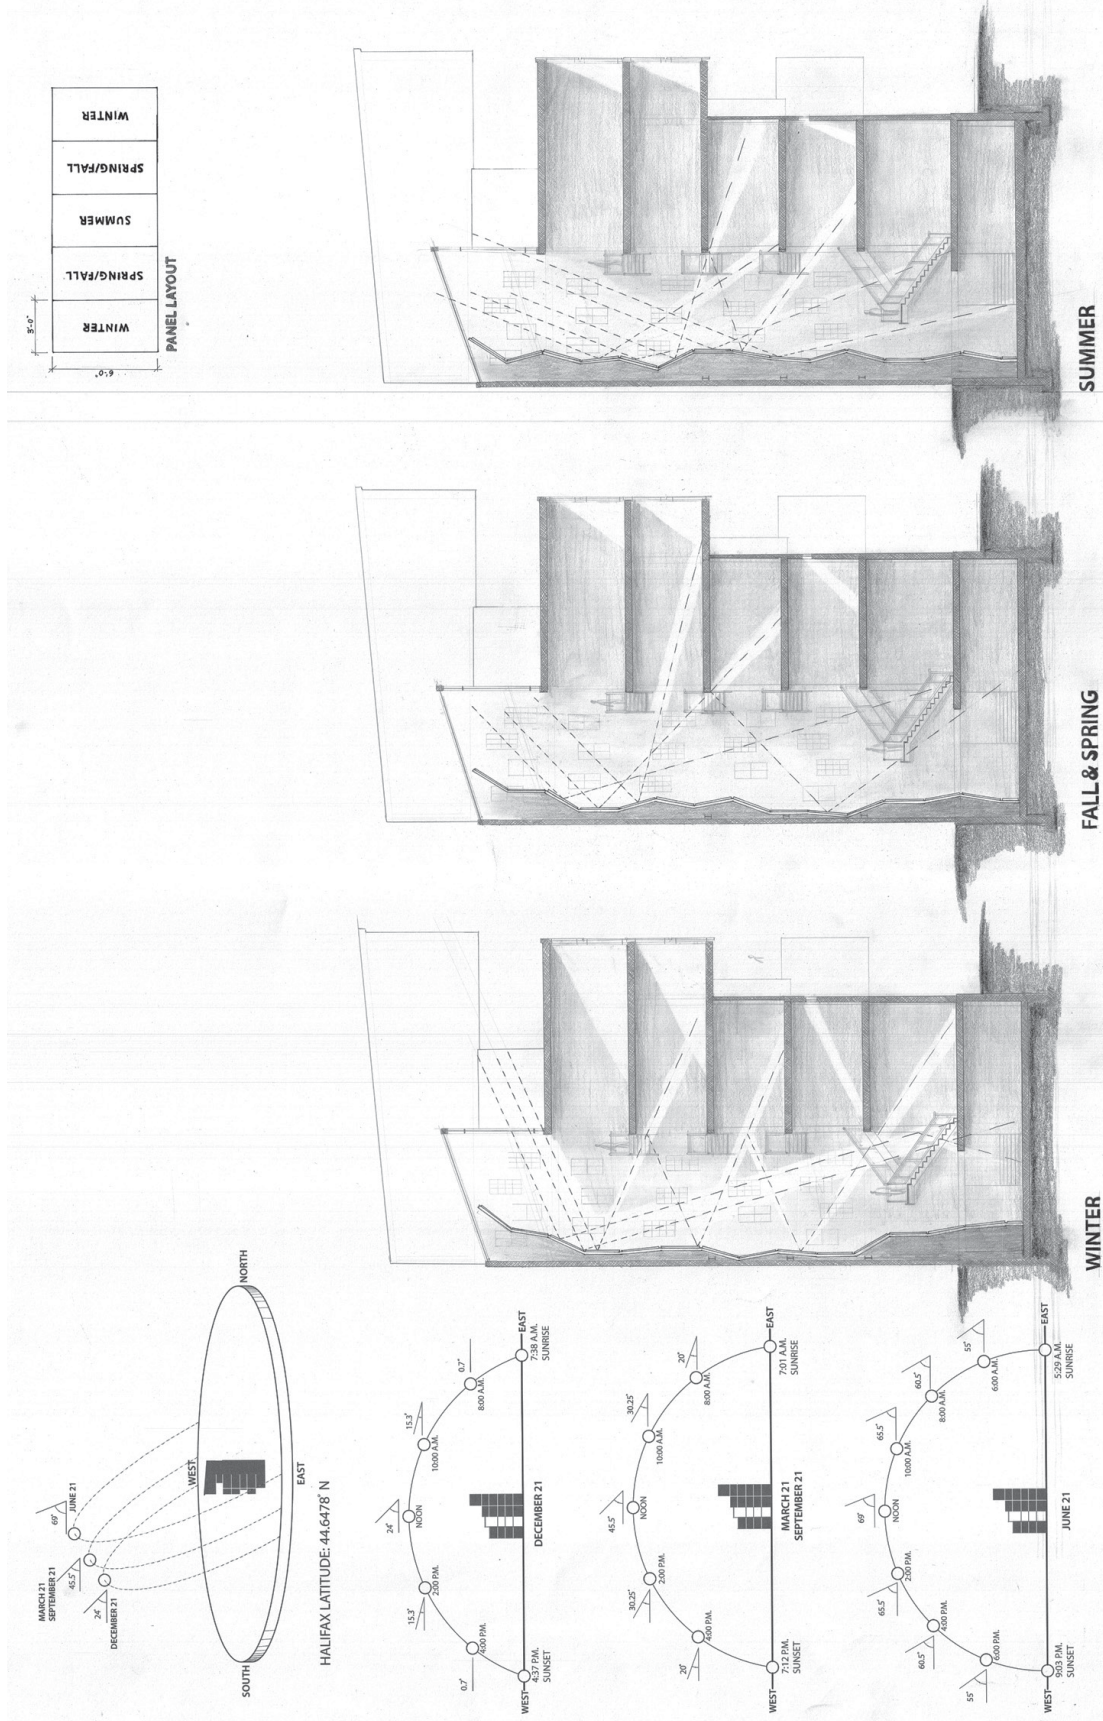 SOUTH
NORTH
WEST
EAST
MARCH 21
SEPTEMBER 21
45.5°
DECEMBER 21
24°
69°
JUNE 21
HALIFAX LATITUDE: 44.6478° N
WEST
4:37 P.M.
SUNSET
0.7°
4:00 P.M.
15.3°
2:00 P.M.
24°
NOON
15.3°
10:00 A.M.
0.7°
8:00 A.M.
EAST
7:38 A.M.
SUNRISE
DECEMBER 21
WEST
7:12 P.M.
SUNSET
20°
4:00 P.M.
30.25°
2:00 P.M.
45.5°
NOON
30.25°
10:00 A.M.
20°
8:00 A.M.
EAST
7:01 A.M.
SUNRISE
MARCH 21
SEPTEMBER 21
WEST
9:03 P.M.
SUNSET
55°
6:00 P.M.
60.5°
4:00 P.M.
65.5°
2:00 P.M.
69°
NOON
65.5°
10:00 A.M.
60.5°
8:00 A.M.
55°
6:00 A.M.
EAST
5:29 A.M.
SUNRISE
JUNE 21
WINTER
FALL & SPRING
SUMMER
6'-0"
3'-0"
WINTER
SPRING/FALL
SUMMER
SPRING/FALL
WINTER
PANEL LAYOUT